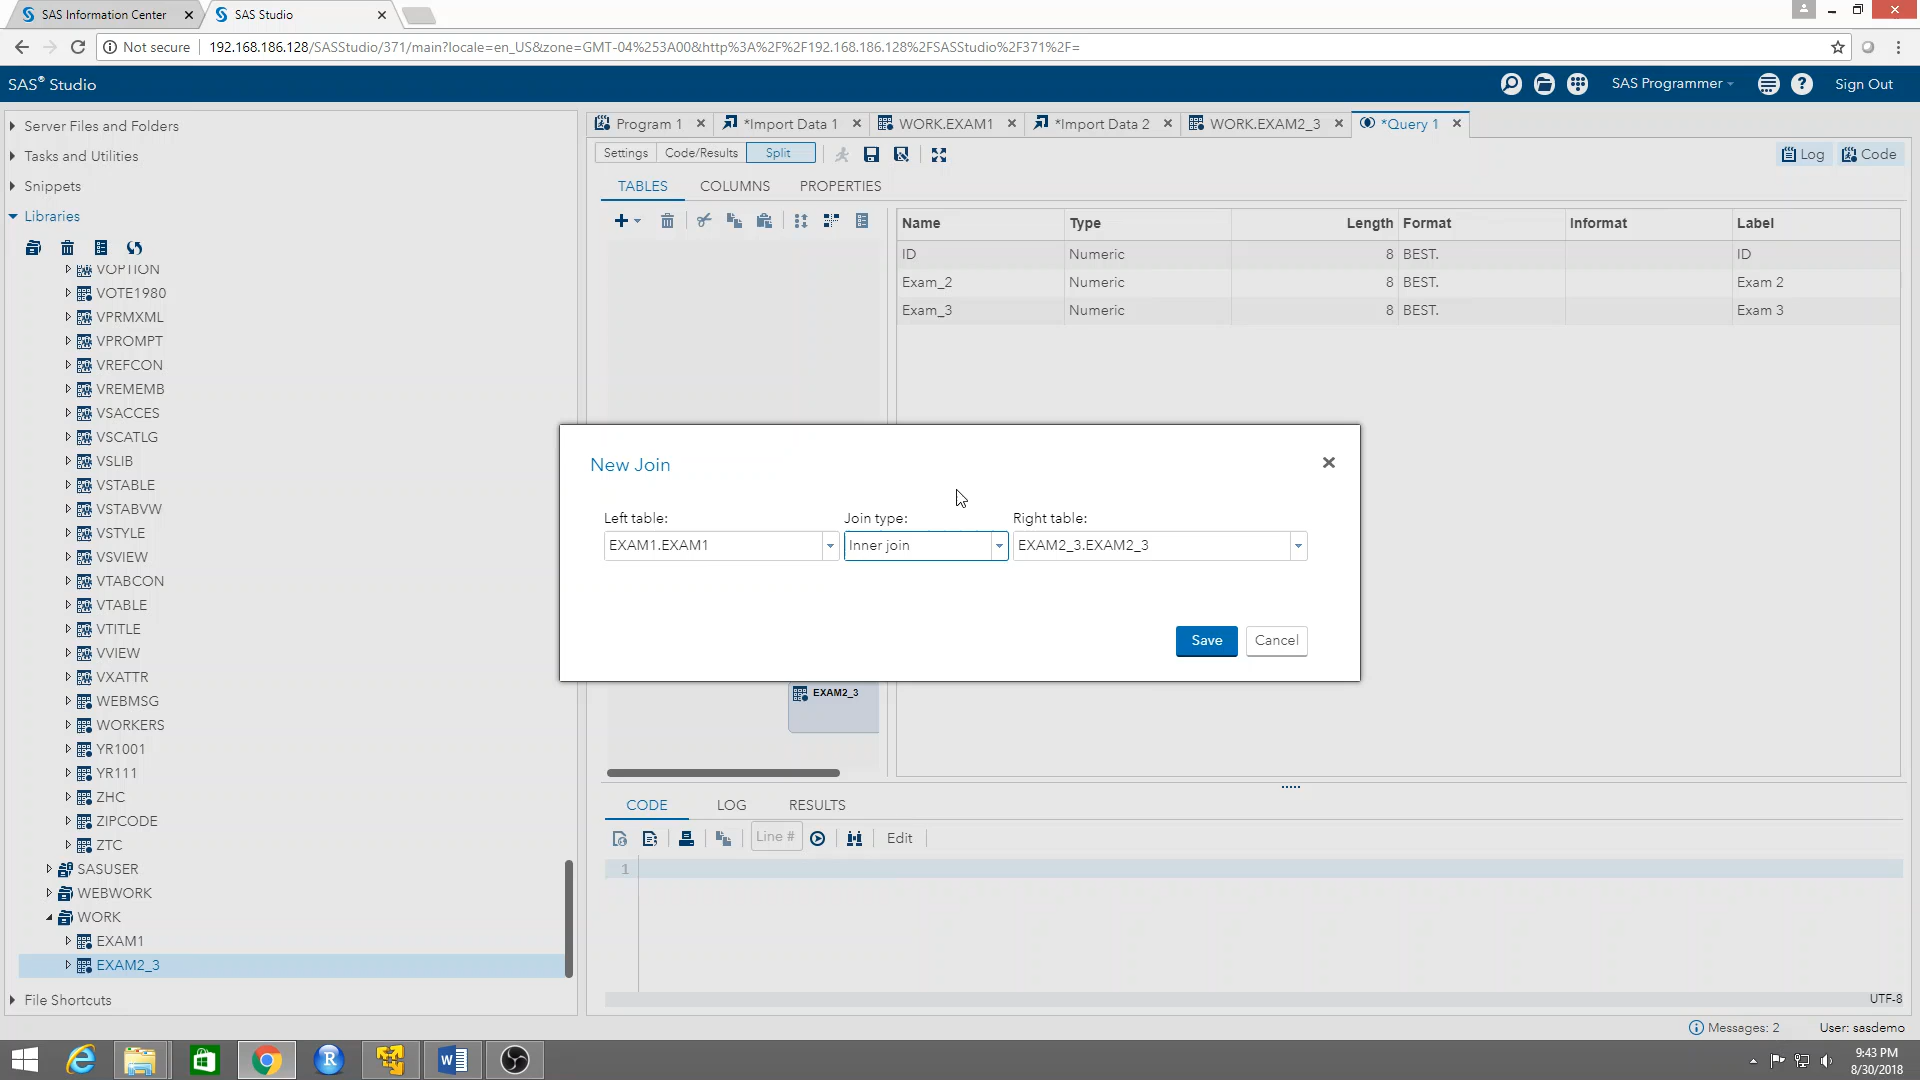 SAS Information Center
SAS Studio
Not secure 192.168.186.128/SASStudio/371/main?locale=en_US&zone=GMT-04%253A00&http%3A%2F%2F192.168.186.128%2FSASStudio%2F371%2F=
SAS® Studio
SAS Programmer
Sign Out
Server Files and Folders
Tasks and Utilities
Snippets
Libraries
VOPTION
VOTE1980
VPRMXML
VPROMPT
VREFCON
VREMEMB
VSACCES
VSCATLG
VSLIB
VSTABLE
VSTABVW
VSTYLE
VSVIEW
VTABCON
VTABLE
VTITLE
VVIEW
VXATTR
WEBMSG
WORKERS
YR1001
YR111
ZHC
ZIPCODE
ZTC
SASUSER
WEBWORK
WORK
EXAM1
EXAM2_3
File Shortcuts
Program 1
*Import Data 1
WORK.EXAM1
*Import Data 2
WORK.EXAM2_3
*Query 1
Settings Code/Results Split
Log Code
TABLES COLUMNS PROPERTIES
Name Type Length Format Informat Label
ID Numeric 8 BEST. ID
Exam_2 Numeric 8 BEST. Exam 2
Exam_3 Numeric 8 BEST. Exam 3
New Join
Left table: Join type: Right table:
EXAM1.EXAM1 Inner join EXAM2_3.EXAM2_3
Save Cancel
EXAM2_3
CODE LOG RESULTS
Line # Edit
1
UTF-8
Messages: 2 User: sasdemo
9:43 PM
8/30/2018